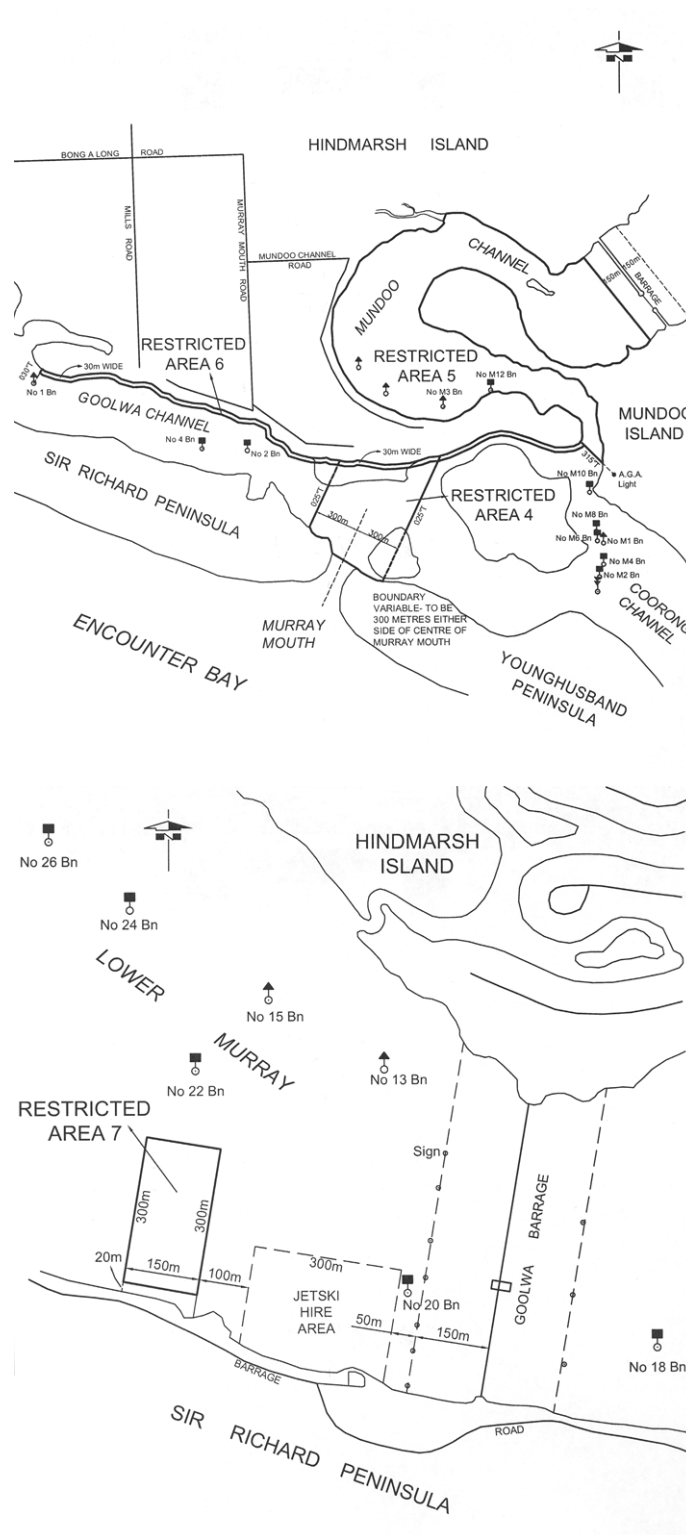 N
HINDMARSH ISLAND
BONG A LONG ROAD
MILLS ROAD
MURRAY MOUTH ROAD
MUNDOO CHANNEL
ROAD
MUNDOO
CHANNEL
150m
150m
BARRAGE
RESTRICTED
AREA 6
RESTRICTED
AREA 5
No M12 Bn
No M3 Bn
030°T
30m WIDE
No 1 Bn
GOOLWA CHANNEL
No 4 Bn
No 2 Bn
30m WIDE
MUNDOO
ISLAND
315°T
A.G.A.
Light
No M10 Bn
SIR RICHARD PENINSULA
025°T
300m
300m
025°T
RESTRICTED
AREA 4
No M8 Bn
No M6 Bn
No M1 Bn
No M4 Bn
No M2 Bn
COORONG
CHANNEL
BOUNDARY
VARIABLE- TO BE
300 METRES EITHER
SIDE OF CENTRE OF
MURRAY MOUTH
MURRAY
MOUTH
ENCOUNTER BAY
YOUNGHUSBAND
PENINSULA
N
HINDMARSH
ISLAND
No 26 Bn
No 24 Bn
LOWER
MURRAY
No 15 Bn
No 13 Bn
No 22 Bn
RESTRICTED
AREA 7
Sign
300m
300m
20m
150m
100m
300m
JETSKI
HIRE
AREA
50m
No 20 Bn
150m
GOOLWA BARRAGE
No 18 Bn
BARRAGE
ROAD
SIR RICHARD PENINSULA